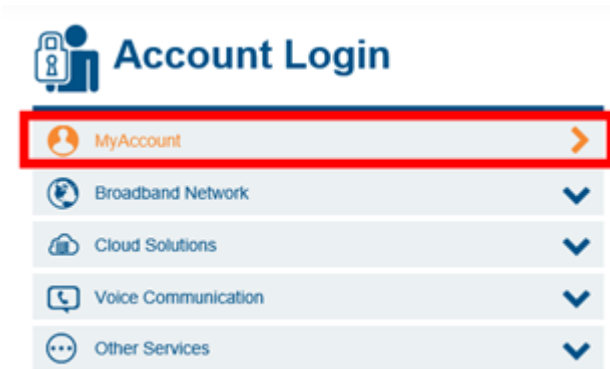 Account Login
MyAccount
Broadband Network
Cloud Solutions
Voice Communication
Other Services